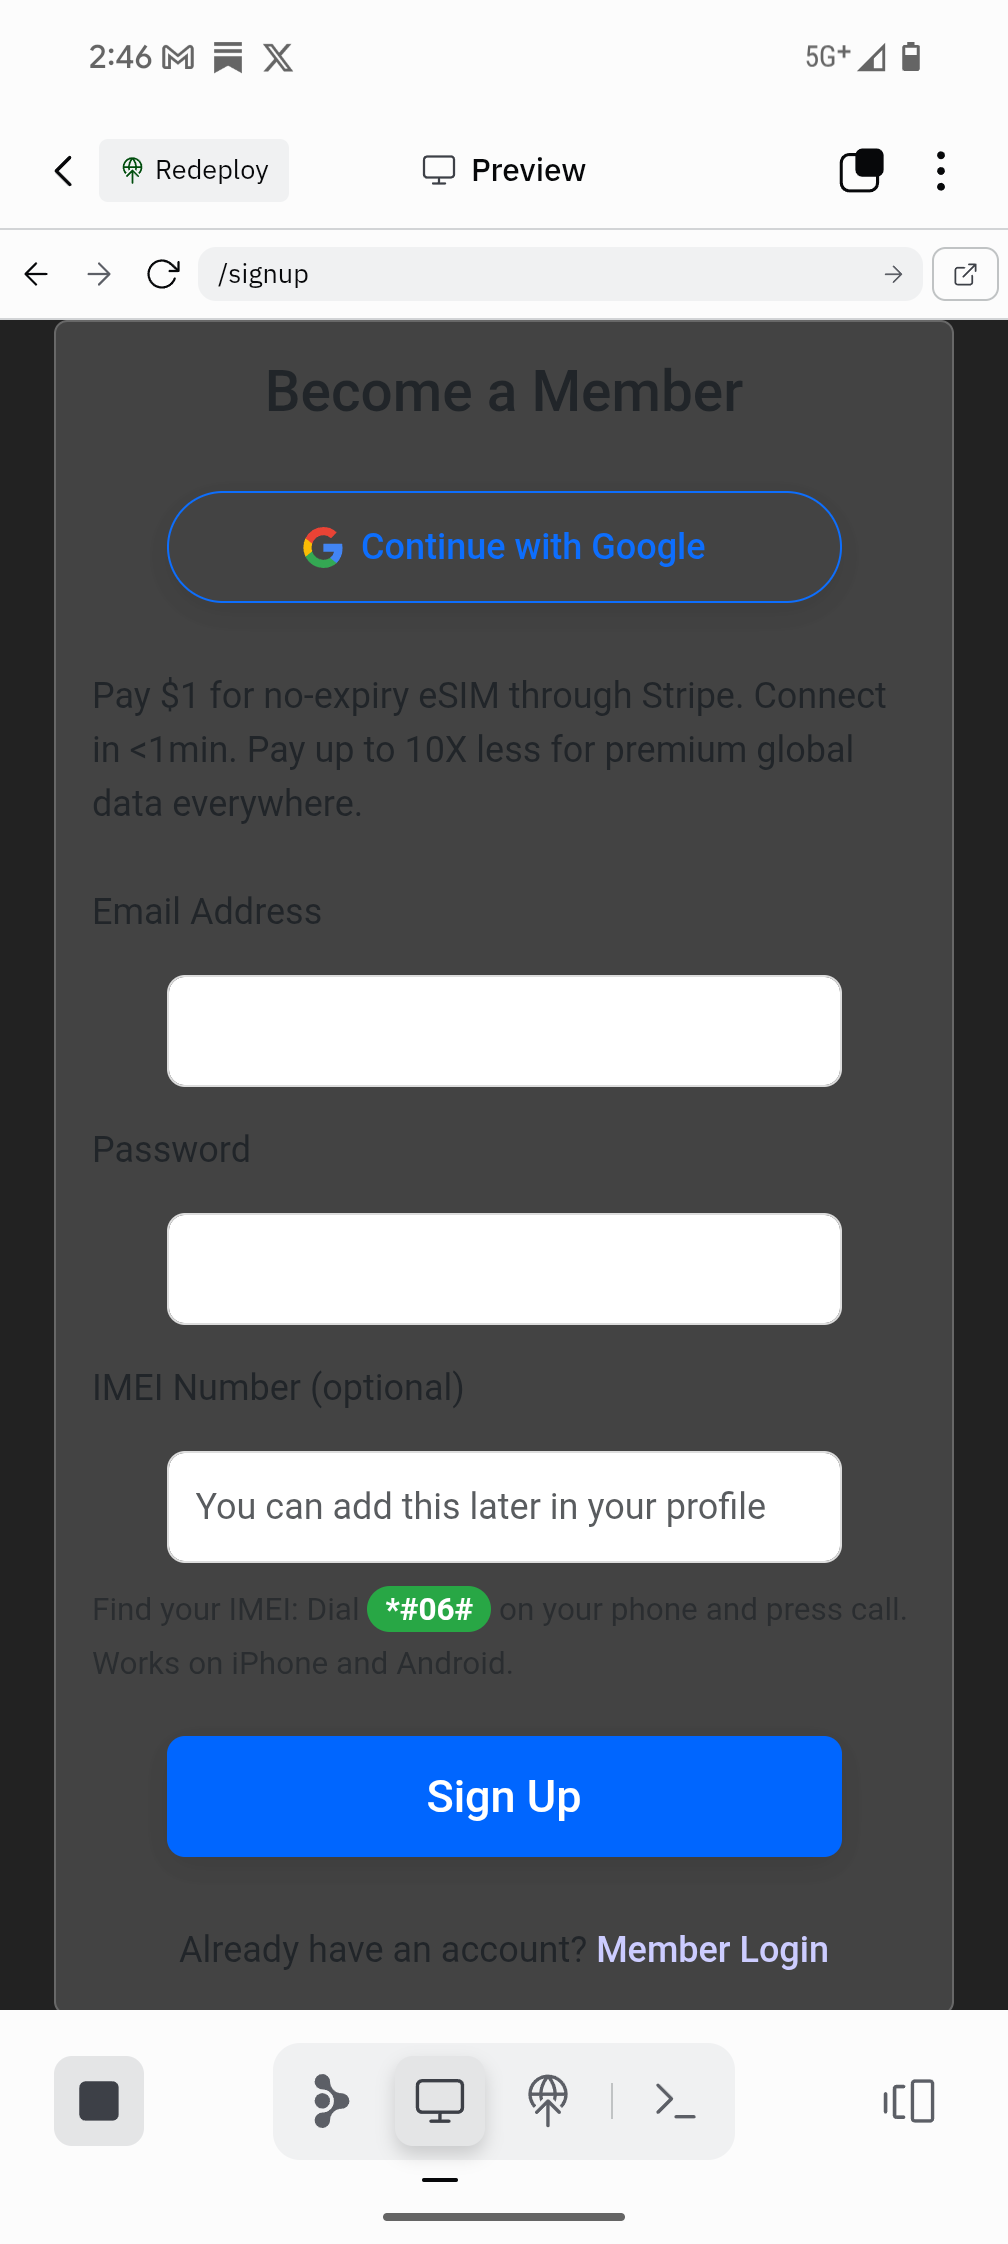 2:46
5G+
Redeploy
Preview
/signup
Become a Member
Continue with Google
Pay $1 for no-expiry eSIM through Stripe. Connect
in <1min. Pay up to 10X less for premium global
data everywhere.
Email Address
Password
IMEI Number (optional)
You can add this later in your profile
Find your IMEI: Dial *#06# on your phone and press call.
Works on iPhone and Android.
Sign Up
Already have an account? Member Login